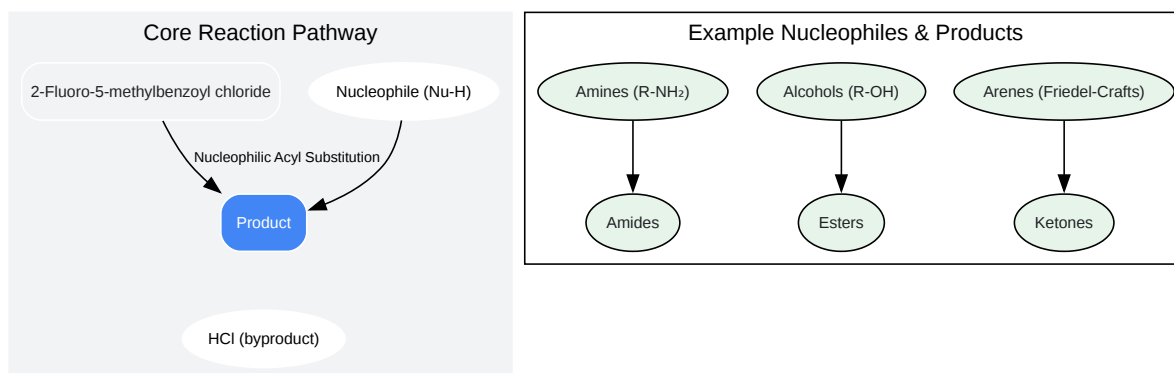 Core Reaction Pathway
2-Fluoro-5-methylbenzoyl chloride
Nucleophile (Nu-H)
Nucleophilic Acyl Substitution
Product
HCl (byproduct)
Example Nucleophiles & Products
Amines (R-NH₂)
Alcohols (R-OH)
Arenes (Friedel-Crafts)
Amides
Esters
Ketones